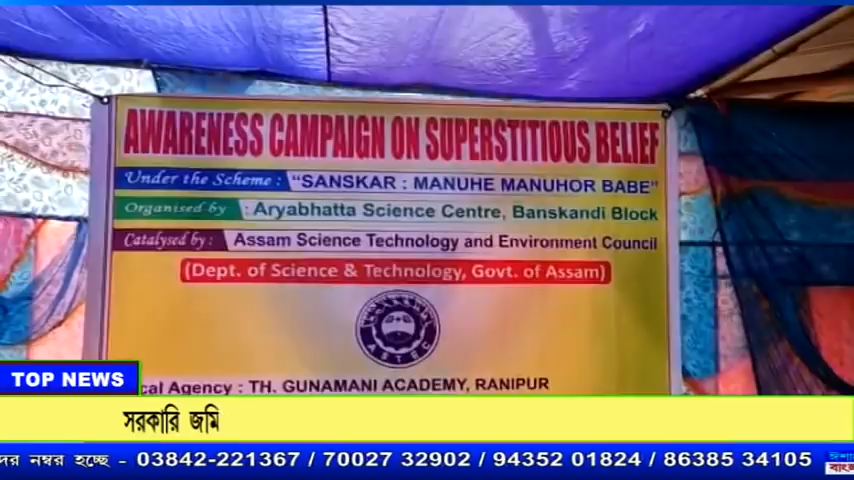 AWARENESS CAMPAIGN ON SUPERSTITIOUS BELIEF
Under the Scheme : "SANSKAR : MANUHE MANUHOR BABE"
Organised by : Aryabhatta Science Centre, Banskandi Block
Catalysed by : Assam Science Technology and Environment Council
(Dept. of Science & Technology, Govt. of Assam)
ASTEC
Agency : TH. GUNAMANI ACADEMY, RANIPUR
TOP NEWS
সরকারি জমি
নম্বর হচ্ছে - 03842-221367 / 70027 32902 / 94352 01824 / 86385 34105